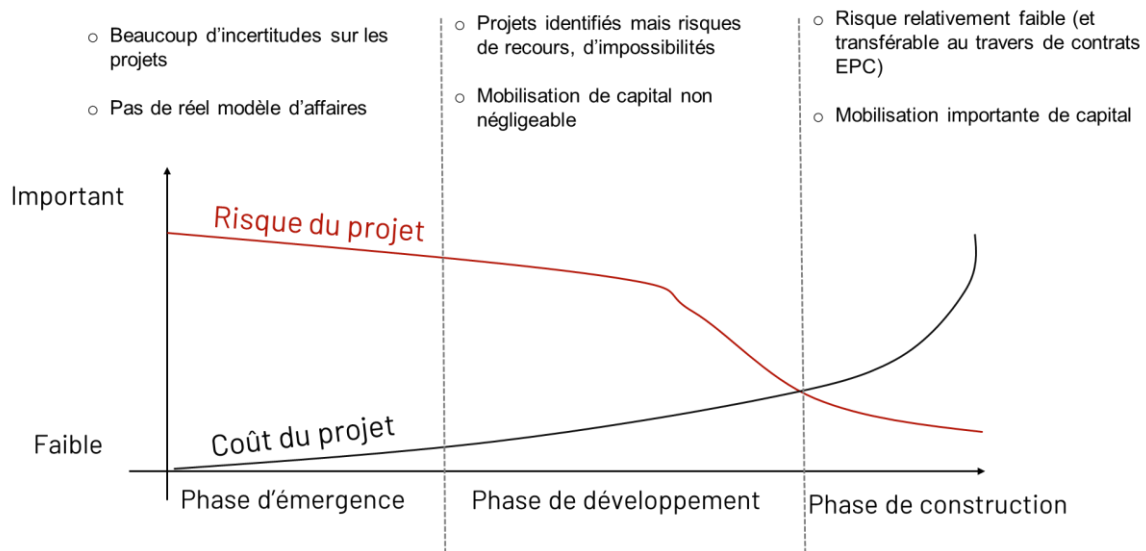 ○ Beaucoup d'incertitudes sur les
projets
○ Pas de réel modèle d'affaires
○ Projets identifiés mais risques
de recours, d'impossibilités
○ Mobilisation de capital non
négligeable
○ Risque relativement faible (et
transférable au travers de contrats
EPC)
○ Mobilisation importante de capital
Important
Risque du projet
Faible
Coût du projet
Phase d'émergence
Phase de développement
Phase de construction